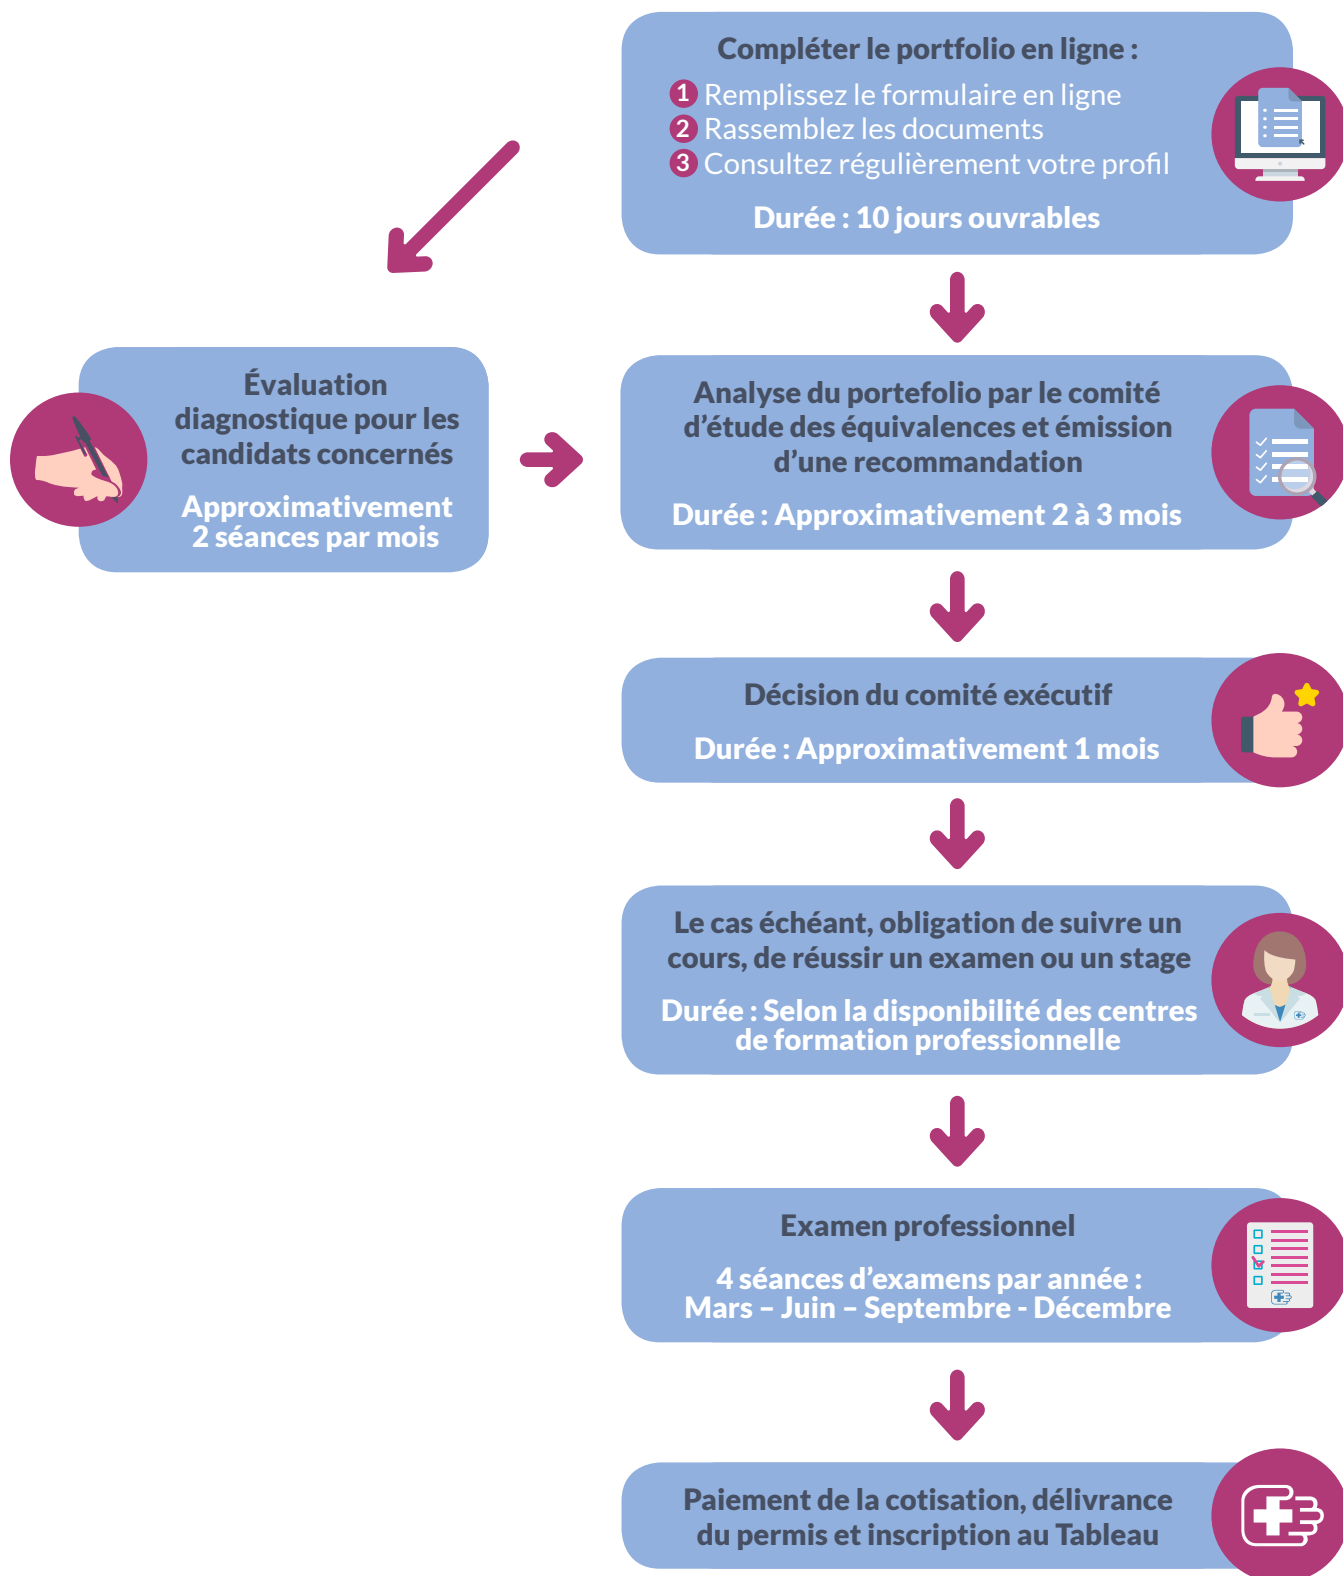 Compléter le portfolio en ligne :
1 Remplissez le formulaire en ligne
2 Rassemblez les documents
3 Consultez régulièrement votre profil
Durée : 10 jours ouvrables
Évaluation
diagnostique pour les
candidats concernés
Approximativement
2 séances par mois
Analyse du portefolio par le comité
d’étude des équivalences et émission
d’une recommandation
Durée : Approximativement 2 à 3 mois
Décision du comité exécutif
Durée : Approximativement 1 mois
Le cas échéant, obligation de suivre un
cours, de réussir un examen ou un stage
Durée : Selon la disponibilité des centres
de formation professionnelle
Examen professionnel
4 séances d’examens par année :
Mars – Juin – Septembre - Décembre
Paiement de la cotisation, délivrance
du permis et inscription au Tableau